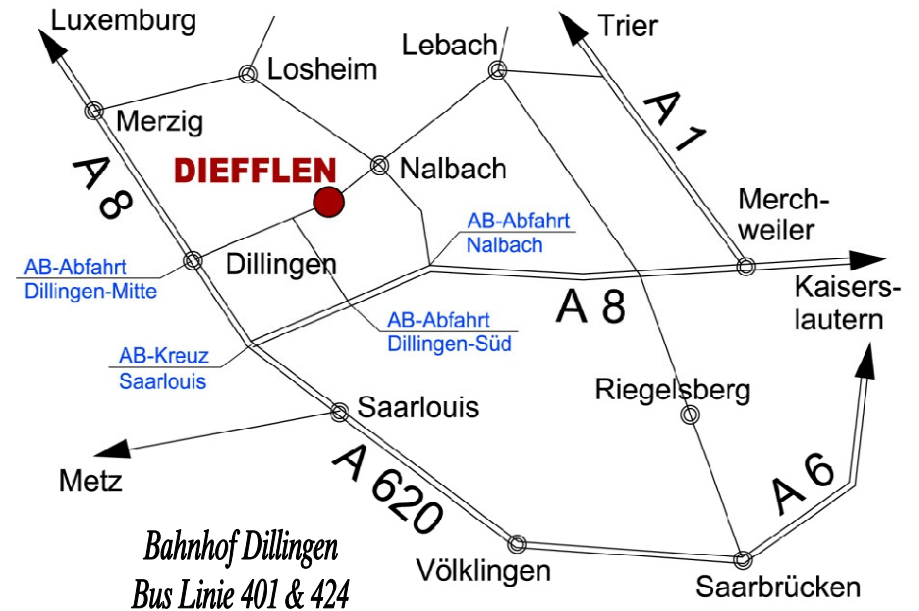 Luxemburg
Trier
Lebach
Losheim
A 1
Merzig
DIEFFLEN
Nalbach
A 8
Merch-
weiler
AB-Abfahrt
Nalbach
AB-Abfahrt
Dillingen-Mitte
Dillingen
A 8
Kaisers-
lautern
AB-Abfahrt
Dillingen-Süd
AB-Kreuz
Saarlouis
Riegelsberg
Saarlouis
Metz
A 620
A 6
Bahnhof Dillingen
Bus Linie 401 & 424
Völklingen
Saarbrücken